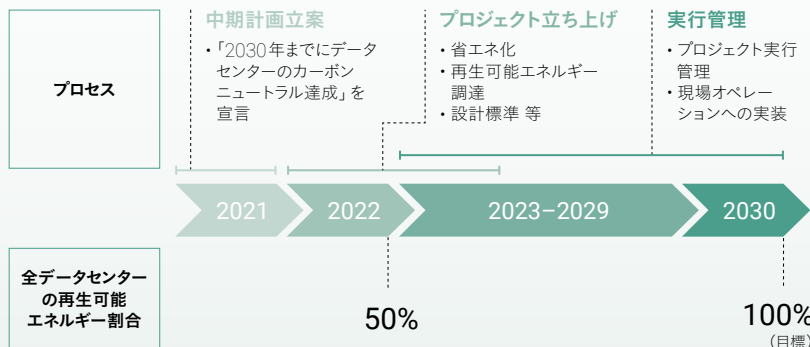 プロセス
中期計画立案
・「2030年までにデータ
センターのカーボン
ニュートラル達成」を
宣言
プロジェクト立ち上げ
・省エネ化
・再生可能エネルギー
調達
・設計標準 等
実行管理
・プロジェクト実行
管理
・現場オペレー
ションへの実装
2021
2022
2023–2029
2030
全データセンター
の再生可能
エネルギー割合
50%
100%
（目標）